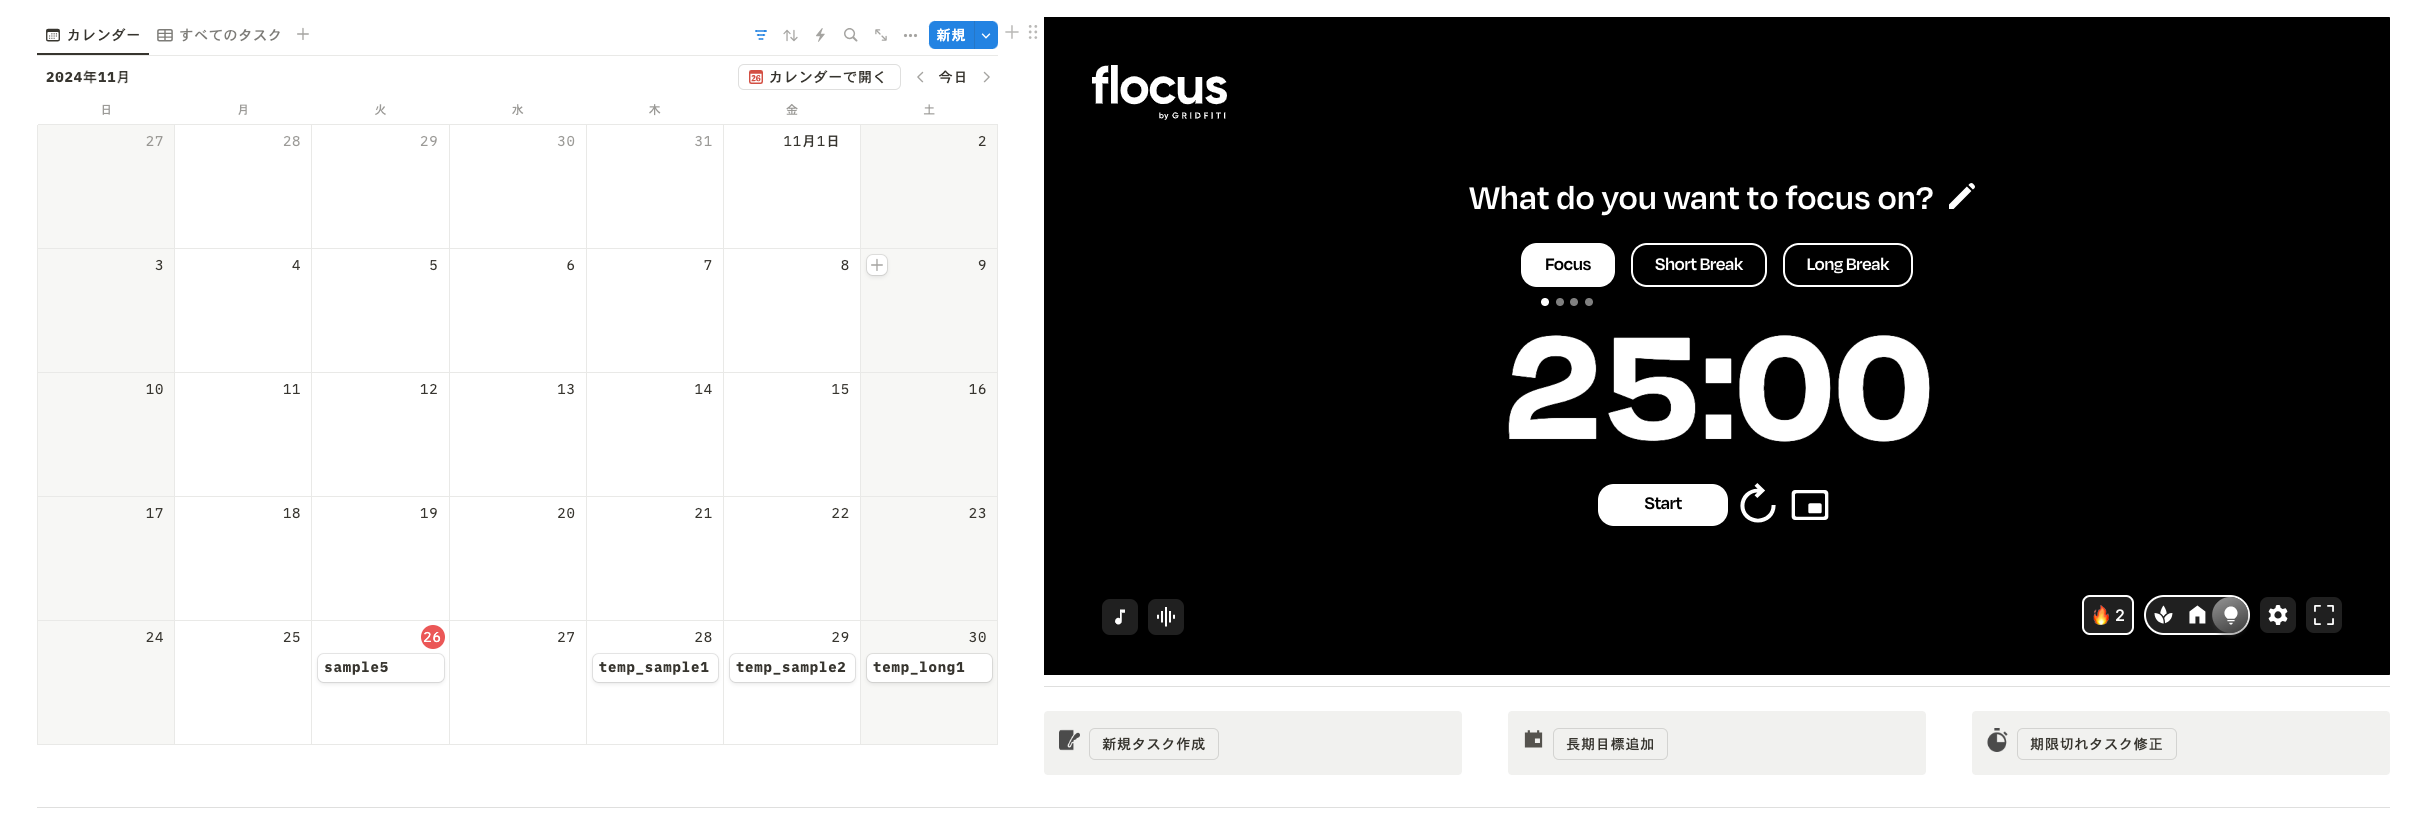 カレンダー すべてのタスク
新規
2024年11月
26 カレンダーで開く
今日
日 月 火 水 木 金 土
27 28 29 30 31 11月1日 2
3 4 5 6 7 8 9
10 11 12 13 14 15 16
17 18 19 20 21 22 23
24 25 26 27 28 29 30
sample5 temp_sample1 temp_sample2 temp_long1
flocus
by GRIDFITI
What do you want to focus on?
Focus Short Break Long Break
25:00
Start
2
新規タスク作成 長期目標追加 期限切れタスク修正